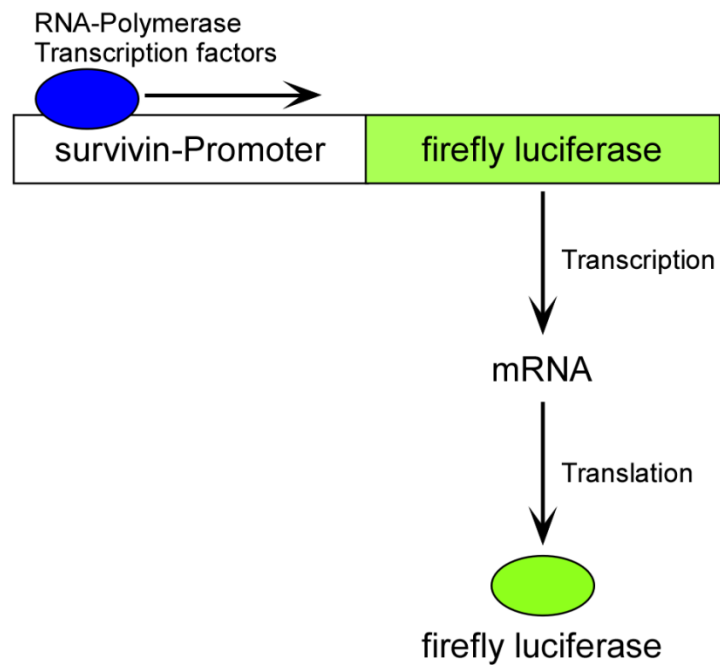 RNA-Polymerase
Transcription factors
survivin-Promoter
firefly luciferase
Transcription
mRNA
Translation
firefly luciferase